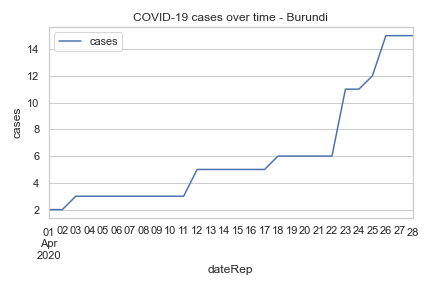 COVID-19 cases over time - Burundi
cases
14
12
10
8
6
4
2
cases
01 02 03 04 05 06 07 08 09 10 11 12 13 14 15 16 17 18 19 20 21 22 23 24 25 26 27 28
Apr
2020
dateRep